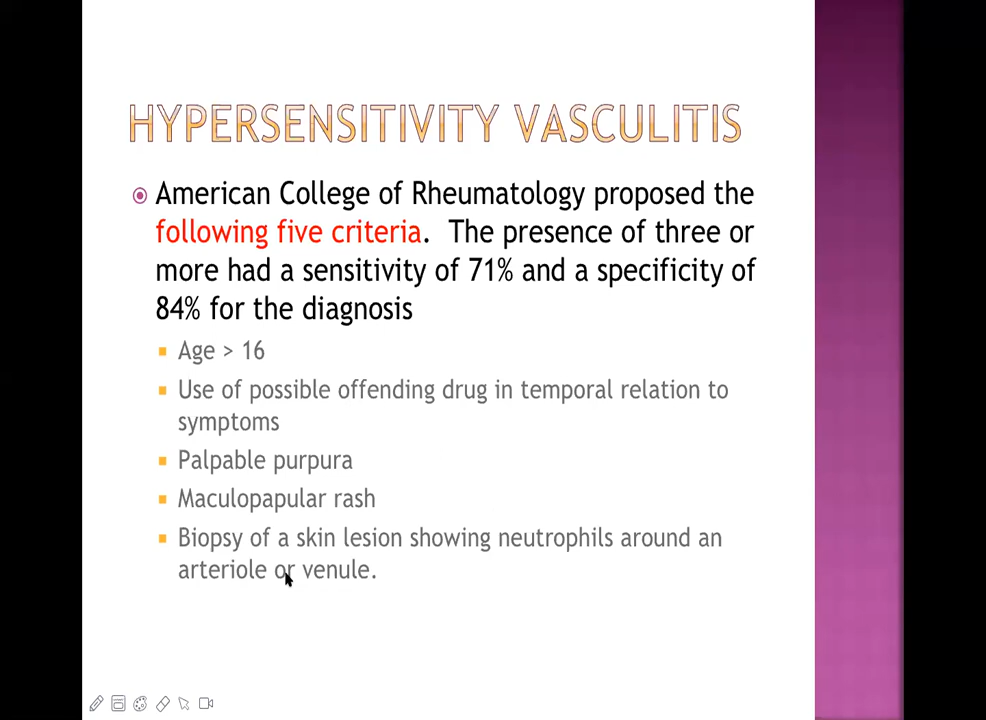 HYPERSENSITIVITY VASCULITIS
American College of Rheumatology proposed the
following five criteria. The presence of three or
more had a sensitivity of 71% and a specificity of
84% for the diagnosis
Age > 16
Use of possible offending drug in temporal relation to
symptoms
Palpable purpura
Maculopapular rash
Biopsy of a skin lesion showing neutrophils around an
arteriole or venule.